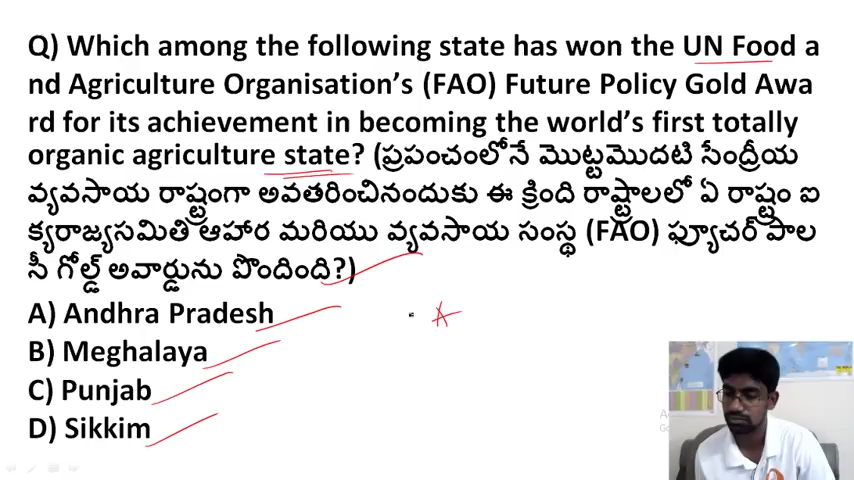 Q) Which among the following state has won the UN Food a
nd Agriculture Organisation's (FAO) Future Policy Gold Awa
rd for its achievement in becoming the world's first totally
organic agriculture state? (ప్రపంచంలోనే మొట్టమొదటి సేంద్రీయ
వ్యవసాయ రాష్ట్రంగా అవతరించినందుకు ఈ క్రింది రాష్ట్రాలలో ఏ రాష్ట్రం ఐ
క్యరాజ్యసమితి ఆహార మరియు వ్యవసాయ సంస్థ (FAO) ఫ్యూచర్ పాల
సీ గోల్డ్ అవార్డును పొందింది?)
A) Andhra Pradesh
B) Meghalaya
C) Punjab
D) Sikkim